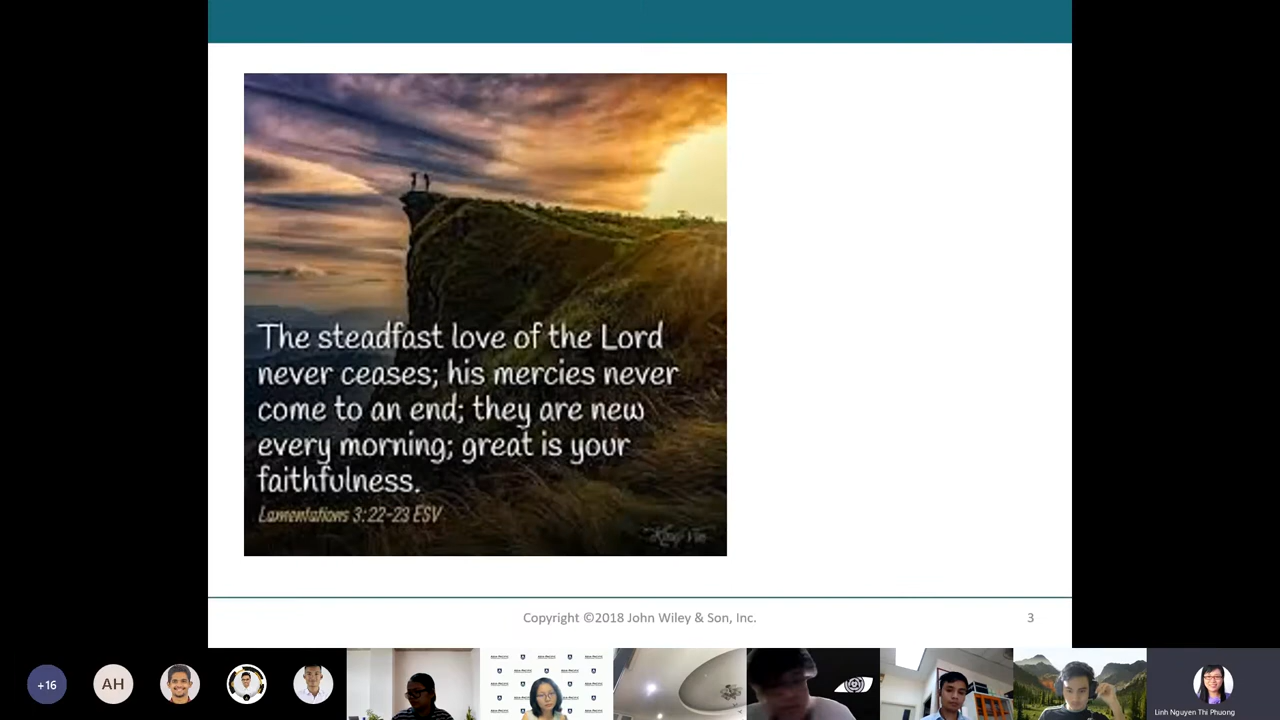 The steadfast love of the Lord
never ceases; his mercies never
come to an end; they are new
every morning; great is your
faithfulness.
Lamentations 3:22-23 ESV
Copyright ©2018 John Wiley & Son, Inc.
3
+16
AH
Linh Nguyen Thi Phuong